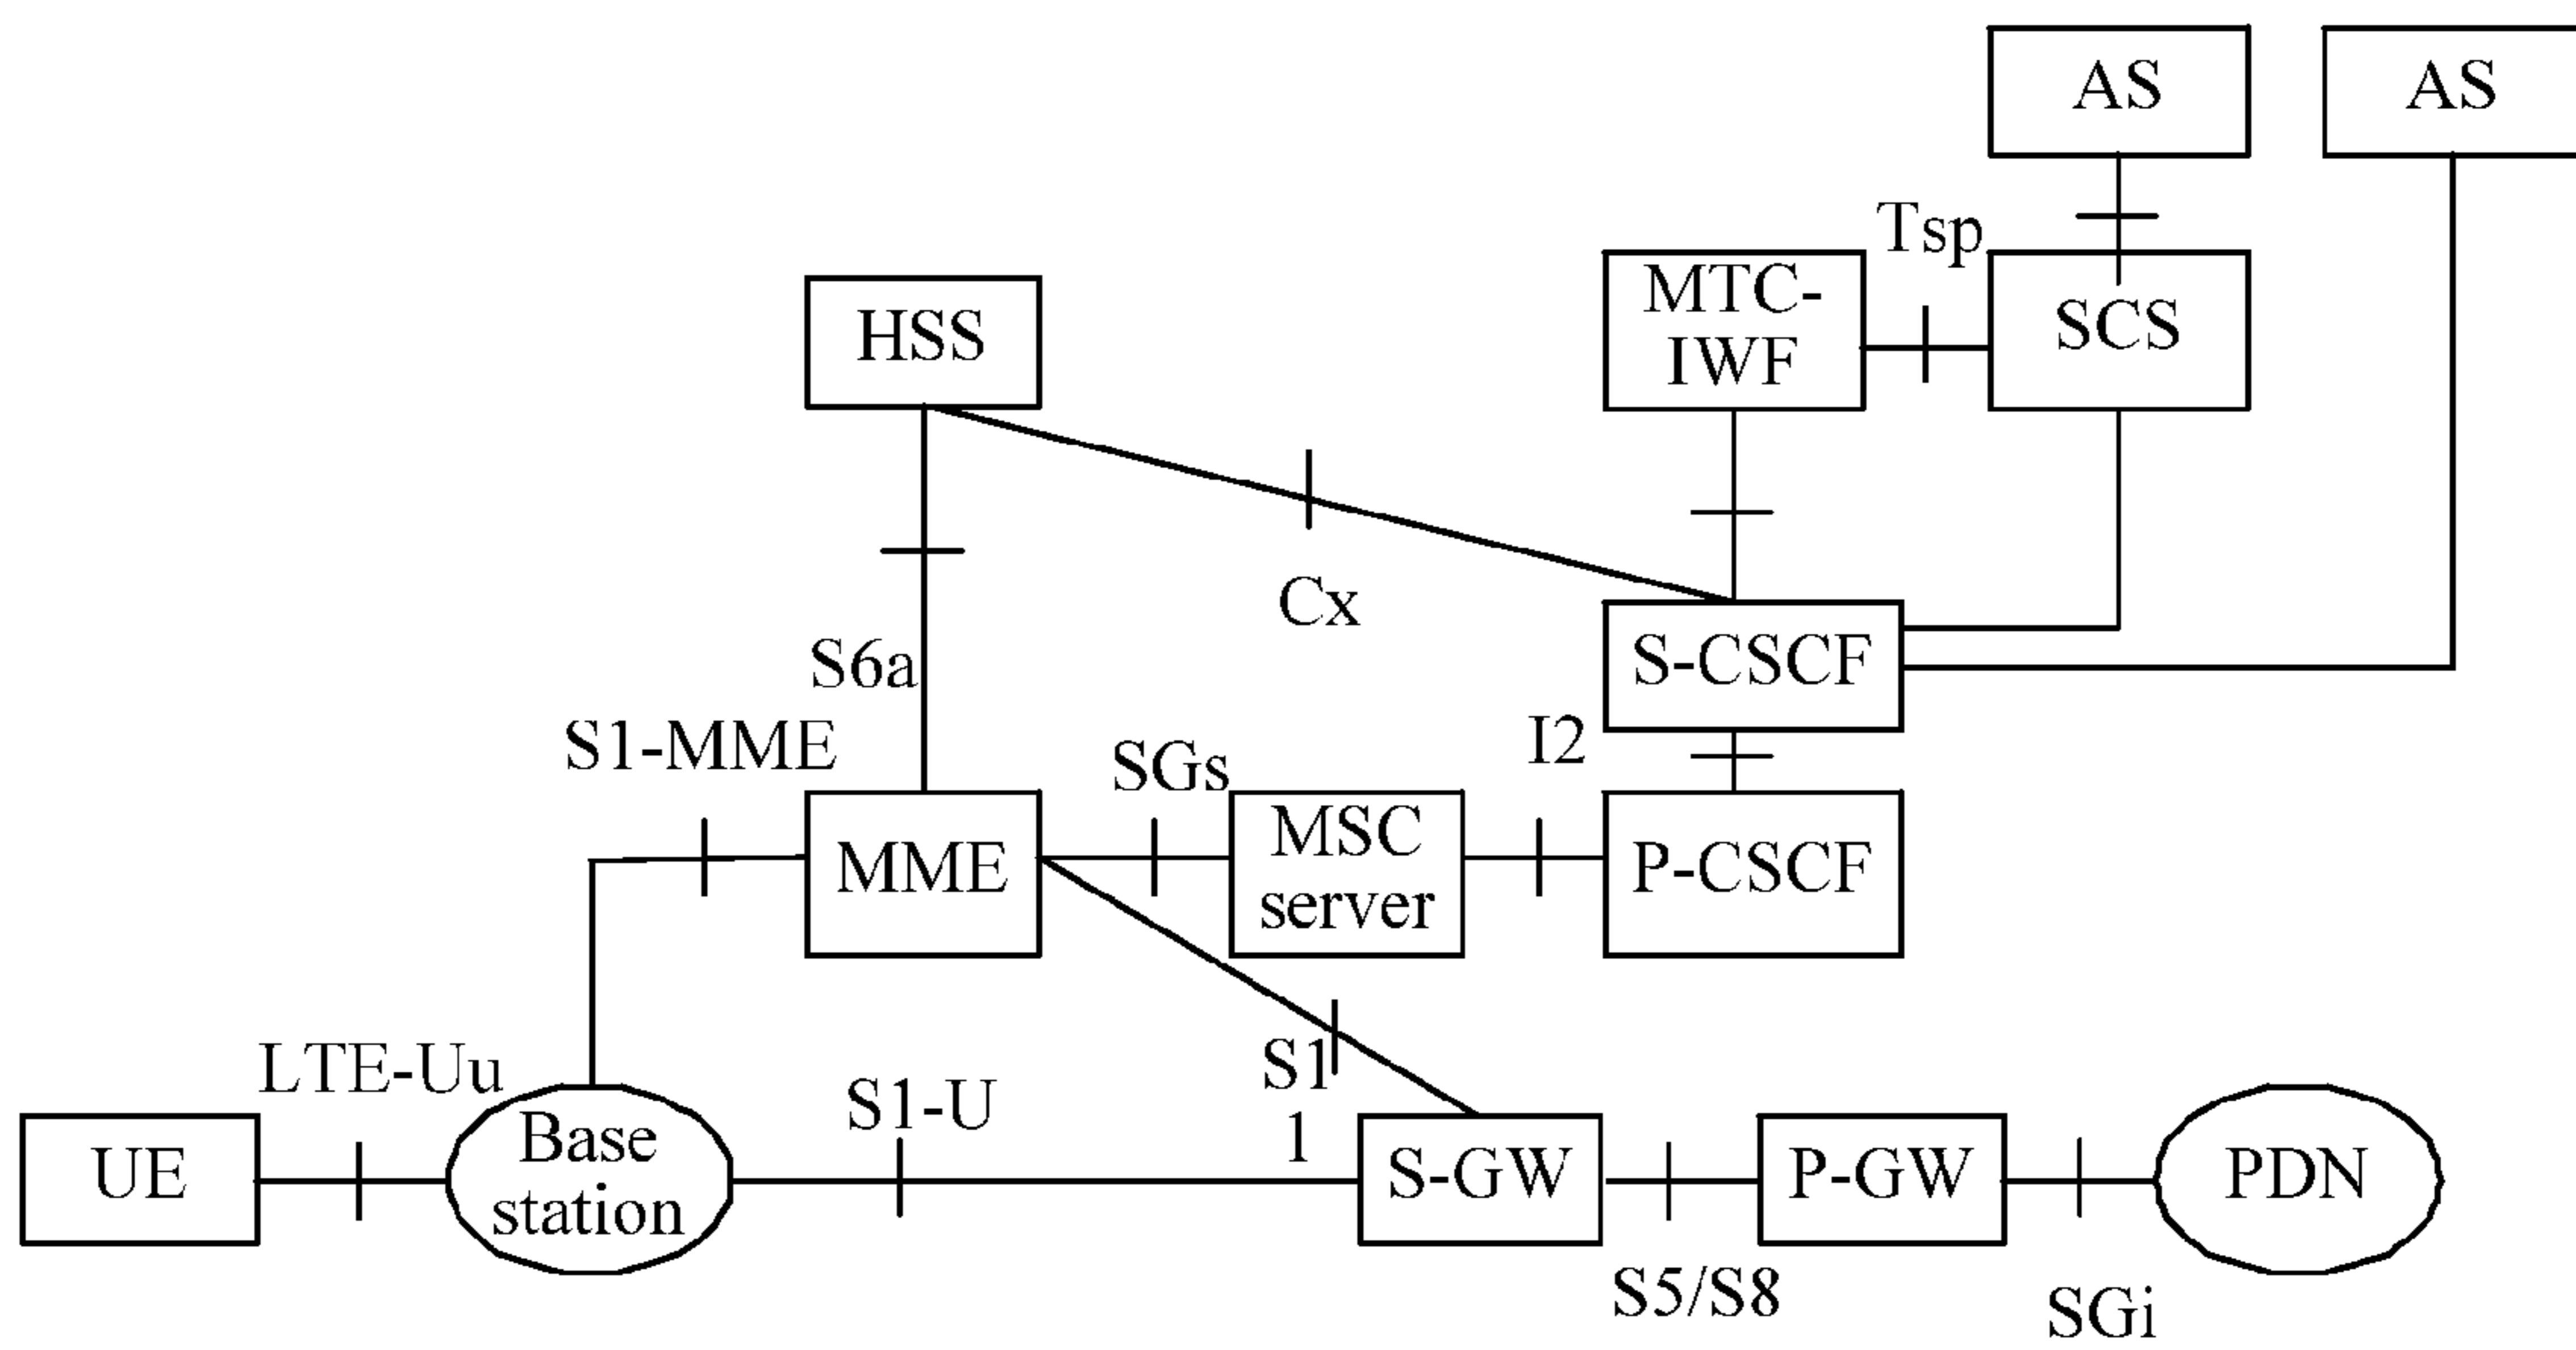 AS
AS
Tsp
MTC-
IWF
SCS
HSS
Cx
S6a
S-CSCF
S1-MME
SGs
I2
MME
MSC
server
P-CSCF
LTE-Uu
S1-U
S1
1
UE
Base
station
S-GW
P-GW
PDN
S5/S8
SGi